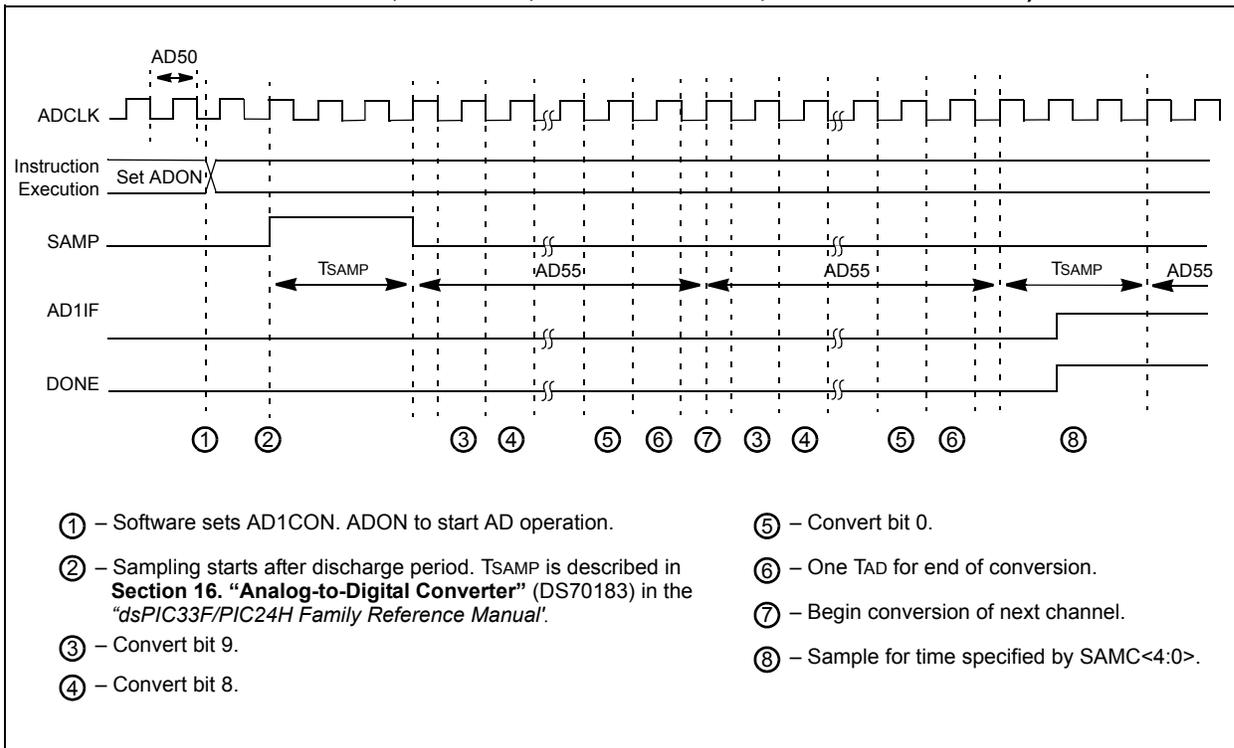 AD50
ADCLK
Instruction
Execution
Set ADON
SAMP
TSAMP
AD55
AD55
TSAMP
AD55
AD1IF
DONE
① ② ③ ④ ⑤ ⑥ ⑦ ③ ④ ⑤ ⑥ ⑧
① – Software sets AD1CON. ADON to start AD operation.
② – Sampling starts after discharge period. TSAMP is described in
Section 16. “Analog-to-Digital Converter” (DS70183) in the
“dsPIC33F/PIC24H Family Reference Manual'.
③ – Convert bit 9.
④ – Convert bit 8.
⑤ – Convert bit 0.
⑥ – One TAD for end of conversion.
⑦ – Begin conversion of next channel.
⑧ – Sample for time specified by SAMC<4:0>.